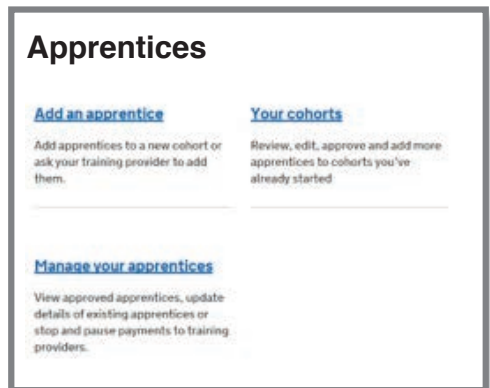 Apprentices
Add an apprentice
Add apprentices to a new cohort or
ask your training provider to add
them.
Your cohorts
Review, edit, approve and add more
apprentices to cohorts you've
already started
Manage your apprentices
View approved apprentices, update
details of existing apprentices or
stop and pause payments to training
providers.